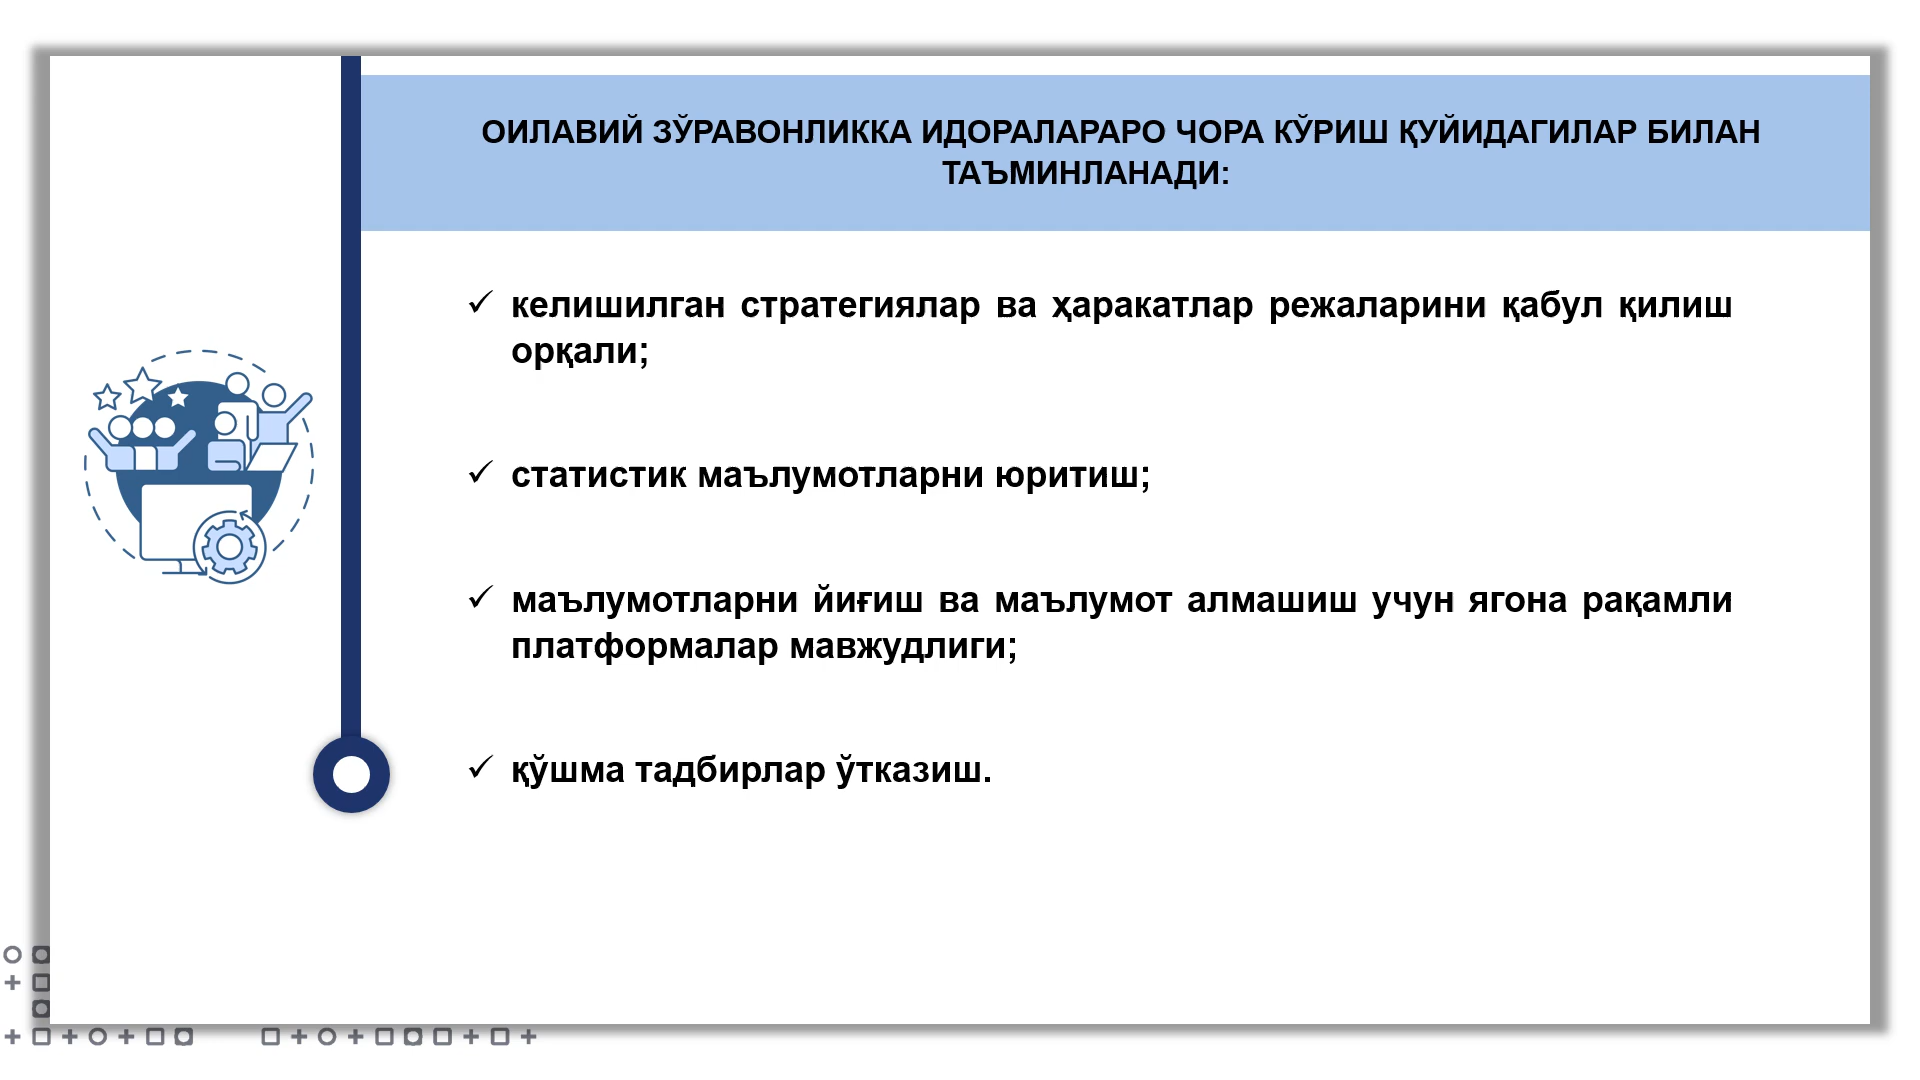 ОИЛАВИЙ ЗЎРАВОНЛИККА ИДОРАЛАРАРО ЧОРА КЎРИШ ҚУЙИДАГИЛАР БИЛАН
ТАЪМИНЛАНАДИ:
✓ келишилган стратегиялар ва ҳаракатлар режаларини қабул қилиш
орқали;
✓ статистик маълумотларни юритиш;
✓ маълумотларни йиғиш ва маълумот алмашиш учун ягона рақамли
платформалар мавжудлиги;
✓ қўшма тадбирлар ўтказиш.